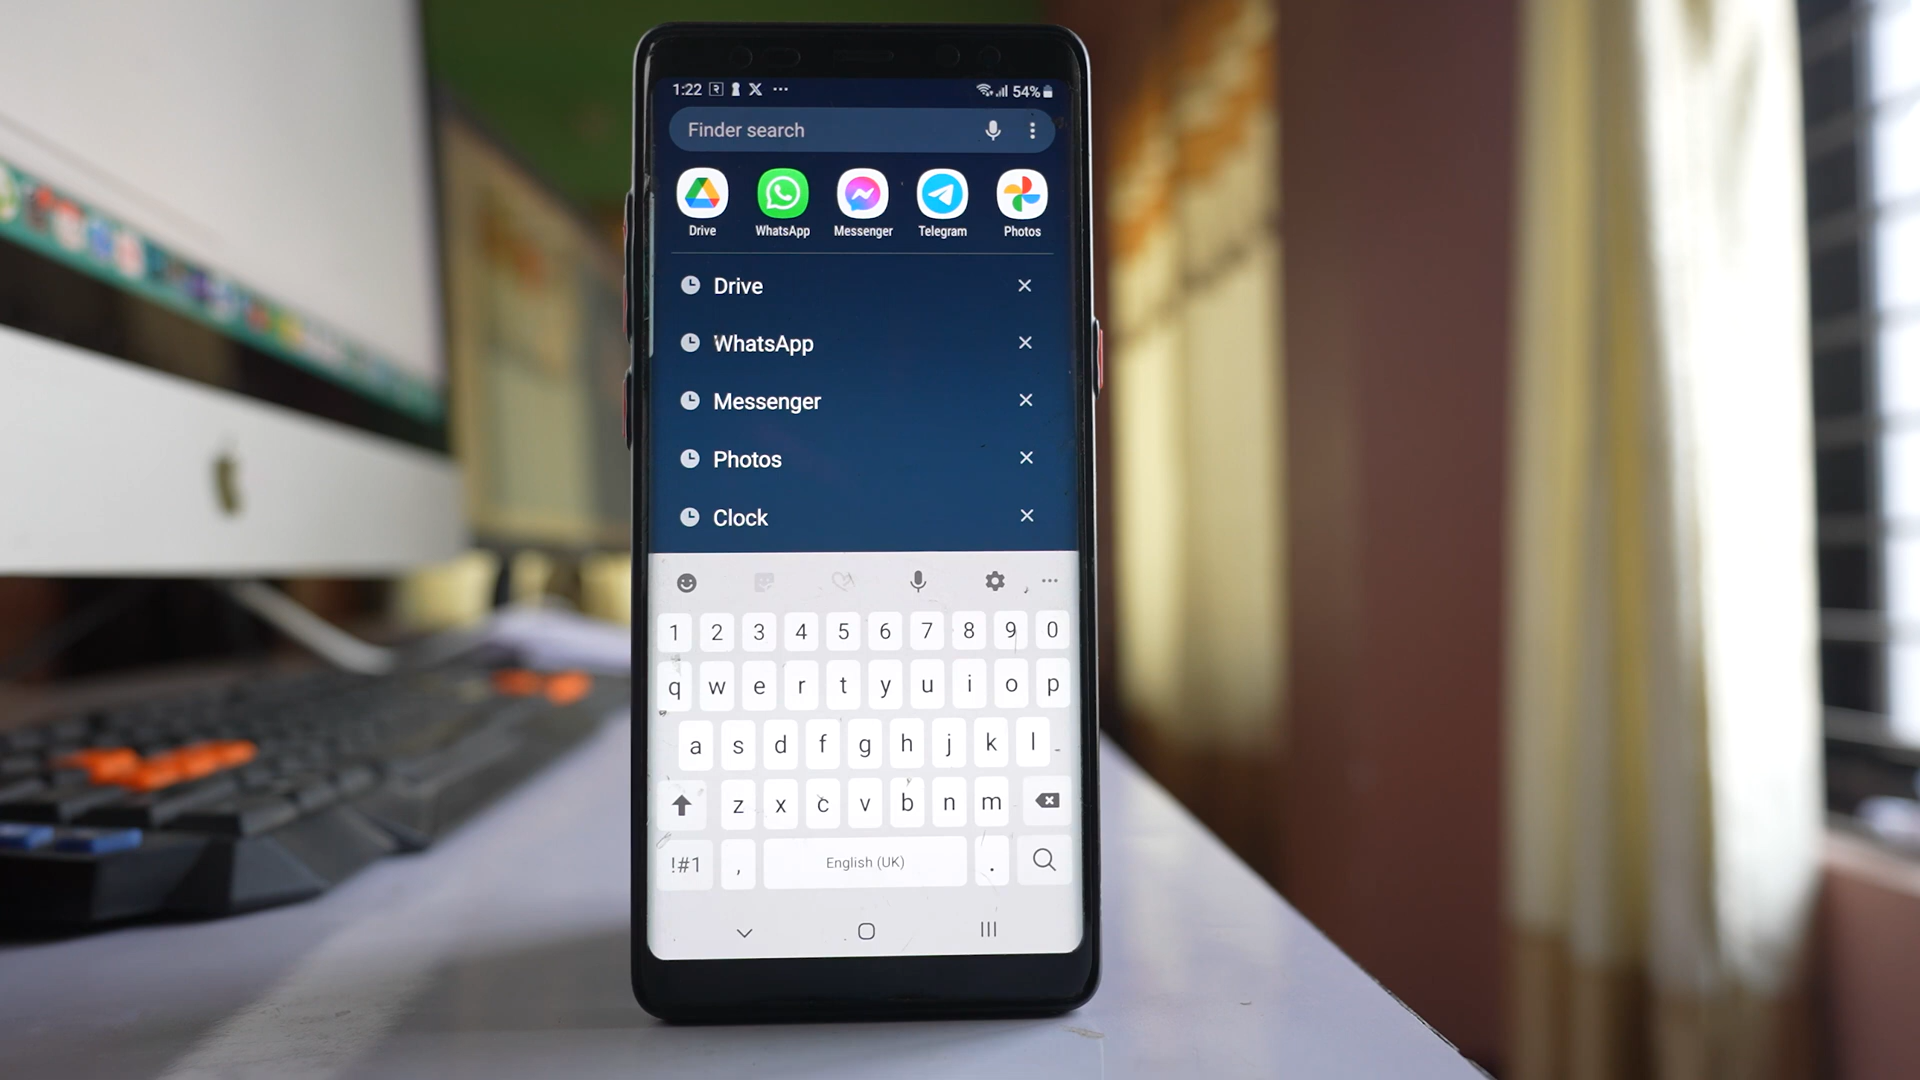 1:22 54%
Finder search
Drive WhatsApp Messenger Telegram Photos
Drive
WhatsApp
Messenger
Photos
Clock
1 2 3 4 5 6 7 8 9 0
q w e r t y u i o p
a s d f g h j k l
z x c v b n m
!#1 , English (UK) .